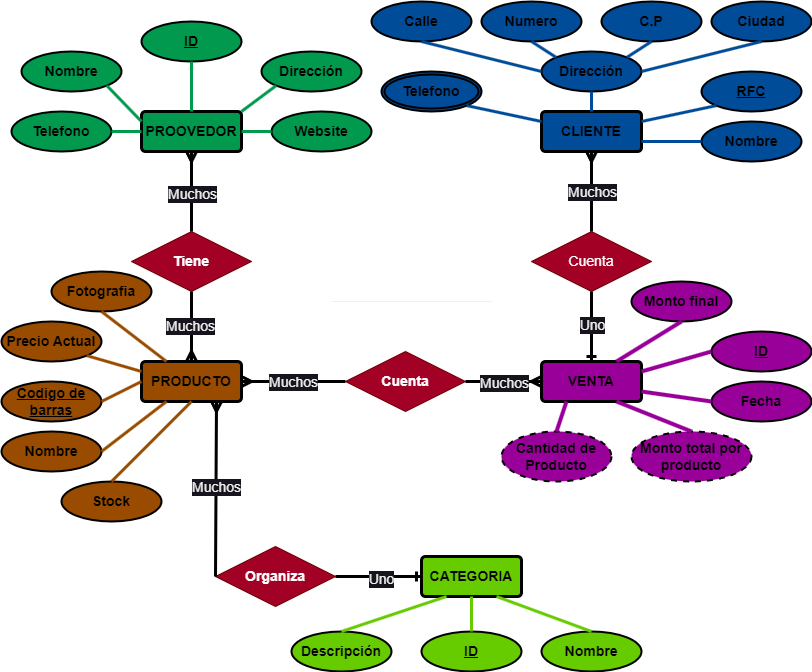 Calle
Numero
C.P
Ciudad
ID
Nombre
Dirección
Dirección
Telefono
RFC
Telefono
PROOVEDOR
Website
CLIENTE
Nombre
Muchos
Muchos
Tiene
Cuenta
Fotografia
Monto final
Muchos
Uno
Precio Actual
ID
PRODUCTO
Muchos
Cuenta
Muchos
VENTA
Codigo de
barras
Fecha
Nombre
Cantidad de
Producto
Monto total por
producto
Muchos
Stock
Organiza
Uno
CATEGORIA
Descripción
ID
Nombre